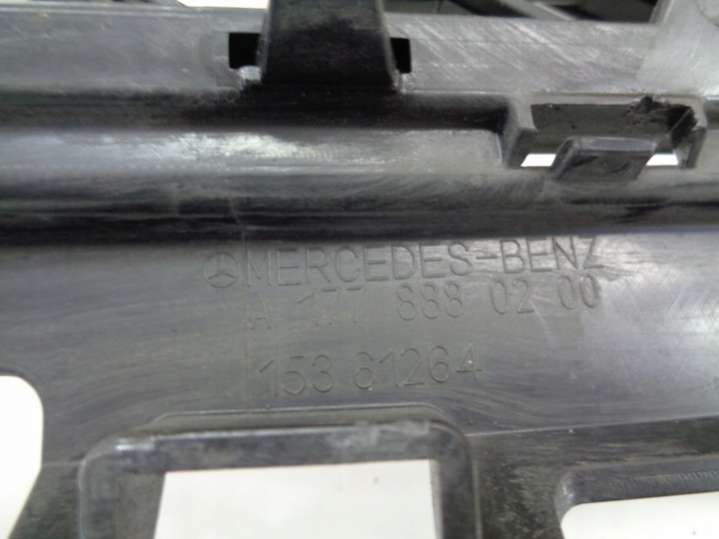 MERCEDES-BENZ
A 177 888 02 00
153 81264